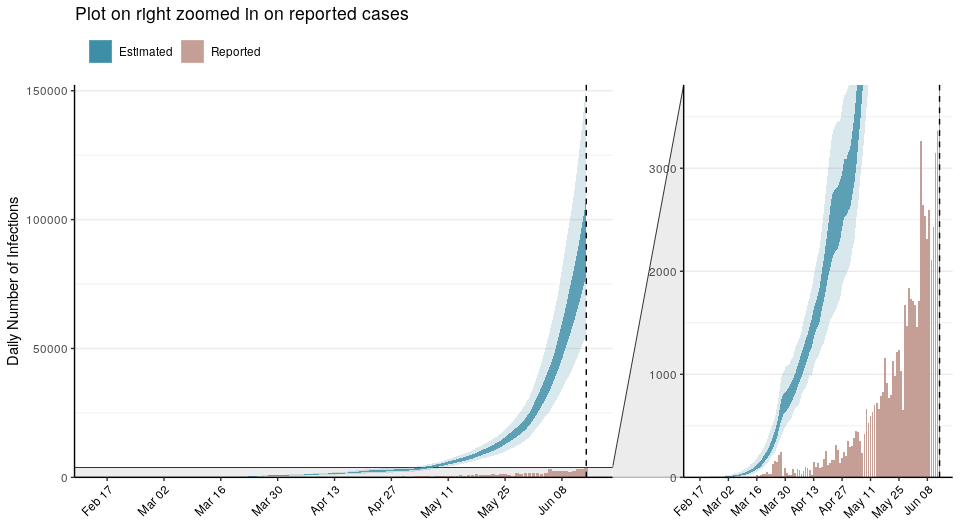 Plot on right zoomed in on reported cases
Estimated Reported
Daily Number of Infections
150000
100000
50000
0
Feb 17 Mar 02 Mar 16 Mar 30 Apr 13 Apr 27 May 11 May 25 Jun 08
3000
2000
1000
0
Feb 17 Mar 02 Mar 16 Mar 30 Apr 13 Apr 27 May 11 May 25 Jun 08